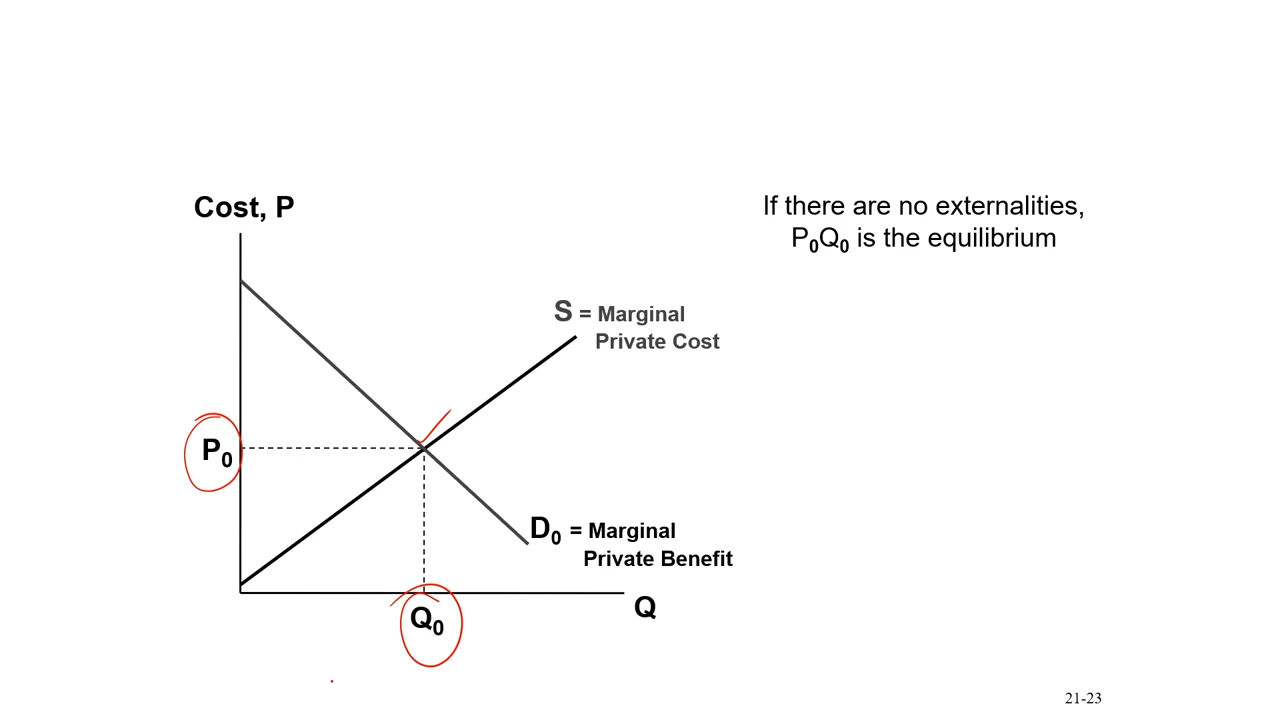 Cost, P
If there are no externalities,
P₀Q₀ is the equilibrium
S = Marginal
Private Cost
P₀
D₀ = Marginal
Private Benefit
Q₀
Q
21-23